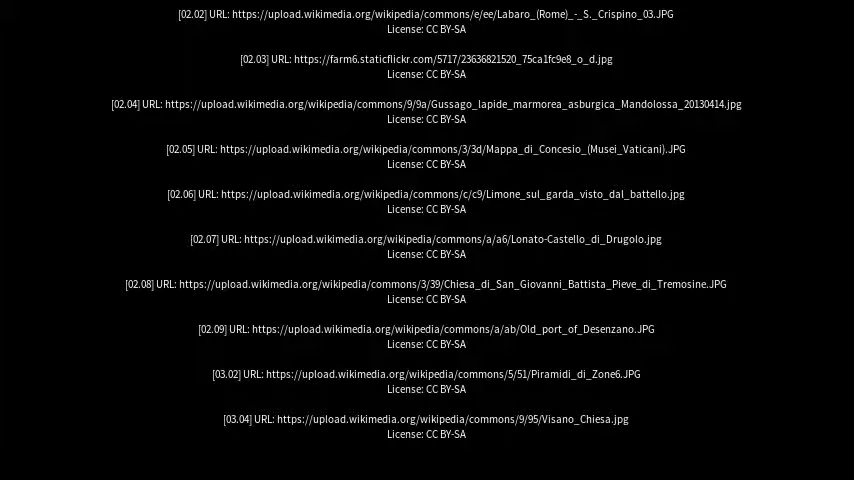 [02.02] URL: https://upload.wikimedia.org/wikipedia/commons/e/ee/Labaro_(Rome)_-_S._Crispino_03.JPG
License: CC BY-SA
[02.03] URL: https://farm6.staticflickr.com/5717/23636821520_75ca1fc9e8_o_d.jpg
License: CC BY-SA
[02.04] URL: https://upload.wikimedia.org/wikipedia/commons/9/9a/Gussago_lapide_marmorea_asburgica_Mandolossa_20130414.jpg
License: CC BY-SA
[02.05] URL: https://upload.wikimedia.org/wikipedia/commons/3/3d/Mappa_di_Concesio_(Musei_Vaticani).JPG
License: CC BY-SA
[02.06] URL: https://upload.wikimedia.org/wikipedia/commons/c/c9/Limone_sul_garda_visto_dal_battello.jpg
License: CC BY-SA
[02.07] URL: https://upload.wikimedia.org/wikipedia/commons/a/a6/Lonato-Castello_di_Drugolo.jpg
License: CC BY-SA
[02.08] URL: https://upload.wikimedia.org/wikipedia/commons/3/39/Chiesa_di_San_Giovanni_Battista_Pieve_di_Tremosine.JPG
License: CC BY-SA
[02.09] URL: https://upload.wikimedia.org/wikipedia/commons/a/ab/Old_port_of_Desenzano.JPG
License: CC BY-SA
[03.02] URL: https://upload.wikimedia.org/wikipedia/commons/5/51/Piramidi_di_Zone6.JPG
License: CC BY-SA
[03.04] URL: https://upload.wikimedia.org/wikipedia/commons/9/95/Visano_Chiesa.jpg
License: CC BY-SA